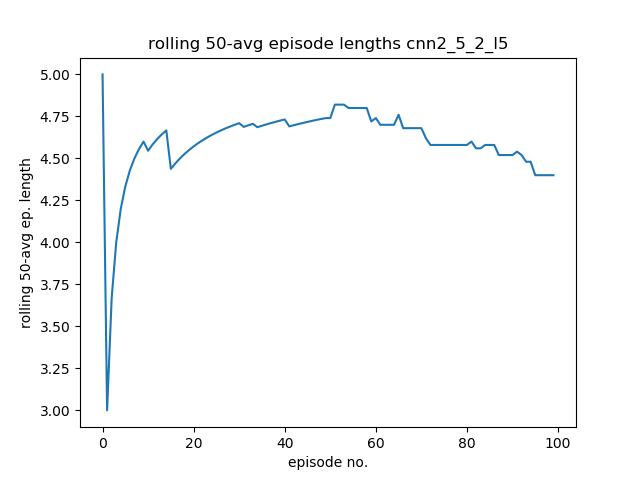 rolling 50-avg episode lengths cnn2_5_2_l5
rolling 50-avg ep. length
5.00
4.75
4.50
4.25
4.00
3.75
3.50
3.25
3.00
0 20 40 60 80 100
episode no.